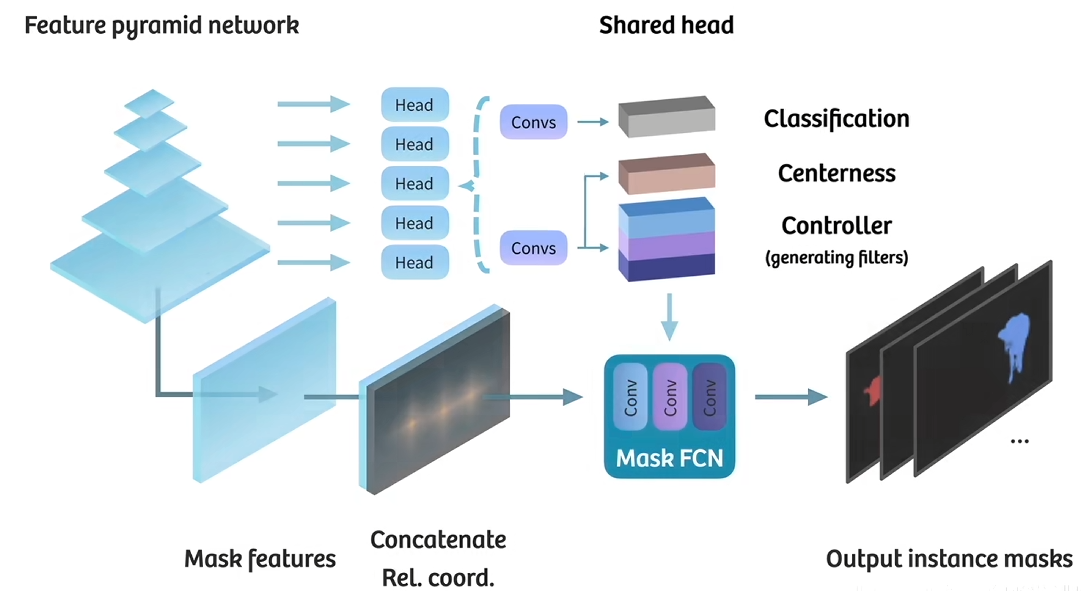 Feature pyramid network
Shared head
Head
Head
Head
Head
Head
Convs
Convs
Classification
Centerness
Controller
(generating filters)
Conv
Conv
Conv
Mask FCN
...
Mask features
Concatenate
Rel. coord.
Output instance masks